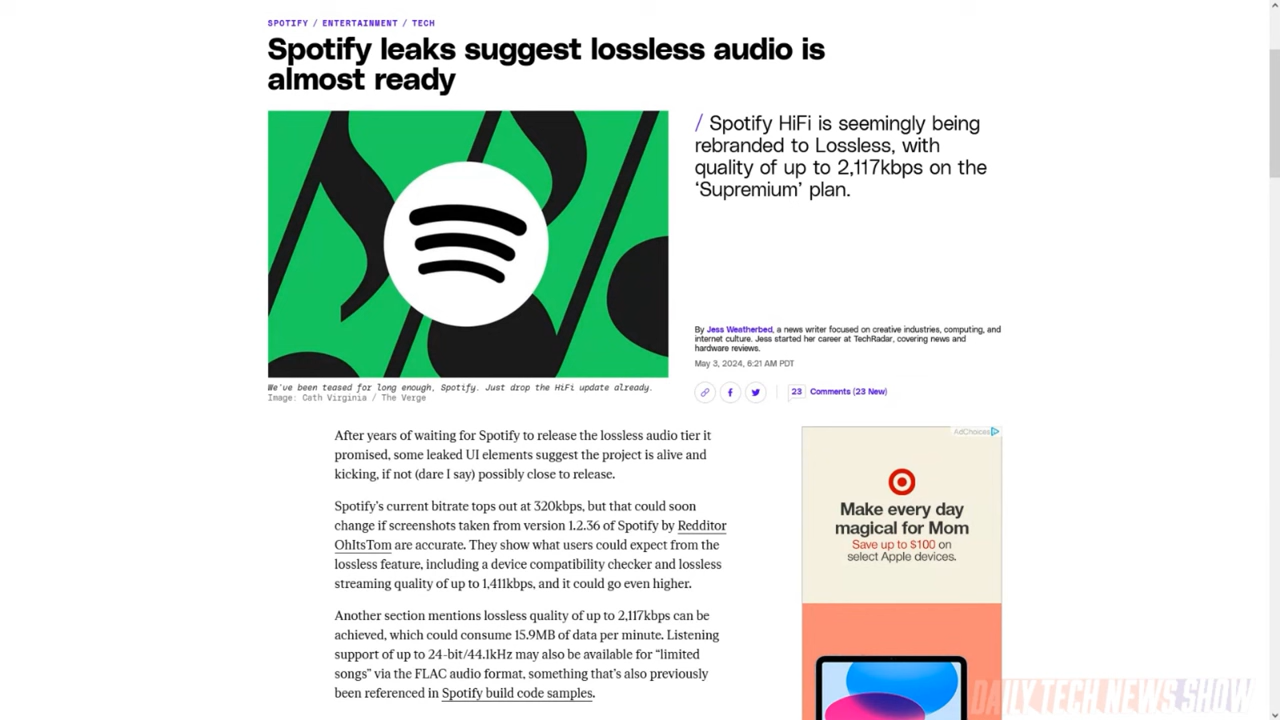 SPOTIFY / ENTERTAINMENT / TECH
Spotify leaks suggest lossless audio is
almost ready
/ Spotify HiFi is seemingly being
rebranded to Lossless, with
quality of up to 2,117kbps on the
‘Supremium’ plan.
By Jess Weatherbed, a news writer focused on creative industries, computing, and
internet culture. Jess started her career at TechRadar, covering news and
hardware reviews.
May 3, 2024, 6:21 AM PDT
23 Comments (23 New)
We've been teased for long enough, Spotify. Just drop the HiFi update already.
Image: Cath Virginia / The Verge
After years of waiting for Spotify to release the lossless audio tier it
promised, some leaked UI elements suggest the project is alive and
kicking, if not (dare I say) possibly close to release.
Spotify’s current bitrate tops out at 320kbps, but that could soon
change if screenshots taken from version 1.2.36 of Spotify by Redditor
OhItsTom are accurate. They show what users could expect from the
lossless feature, including a device compatibility checker and lossless
streaming quality of up to 1,411kbps, and it could go even higher.
Another section mentions lossless quality of up to 2,117kbps can be
achieved, which could consume 15.9MB of data per minute. Listening
support of up to 24-bit/44.1kHz may also be available for “limited
songs” via the FLAC audio format, something that’s also previously
been referenced in Spotify build code samples.
AdChoices
Make every day
magical for Mom
Save up to $100 on
select Apple devices.
DAILY TECH NEWS SHOW